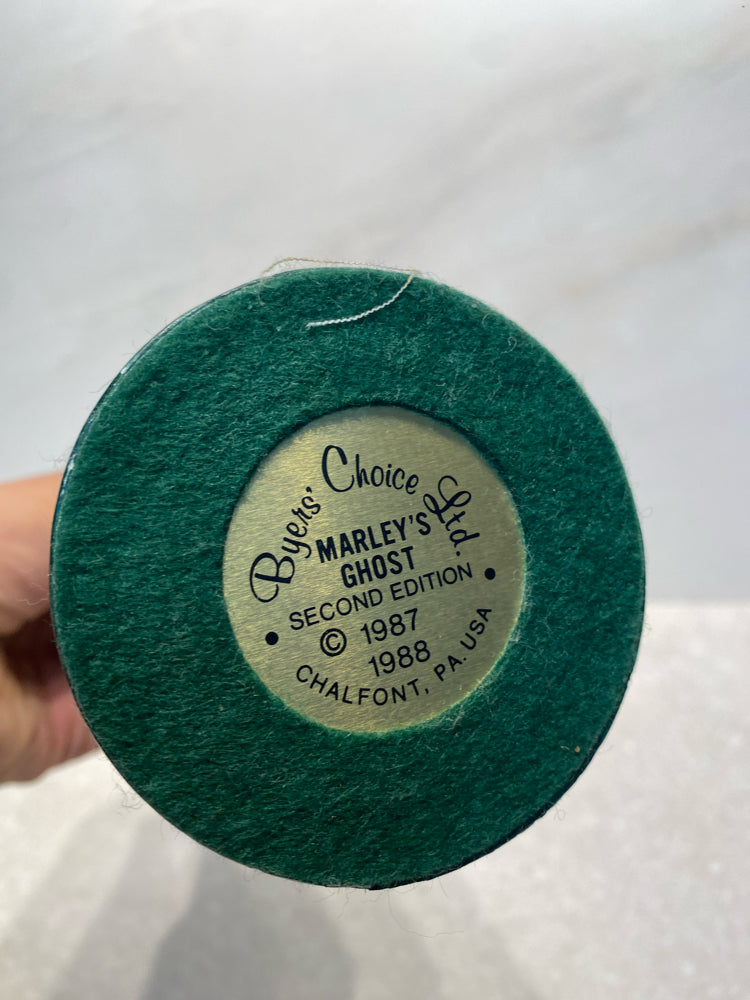 Byers' Choice Ltd.
MARLEY'S
GHOST
• SECOND EDITION •
© 1987
1988
CHALFONT, PA. USA